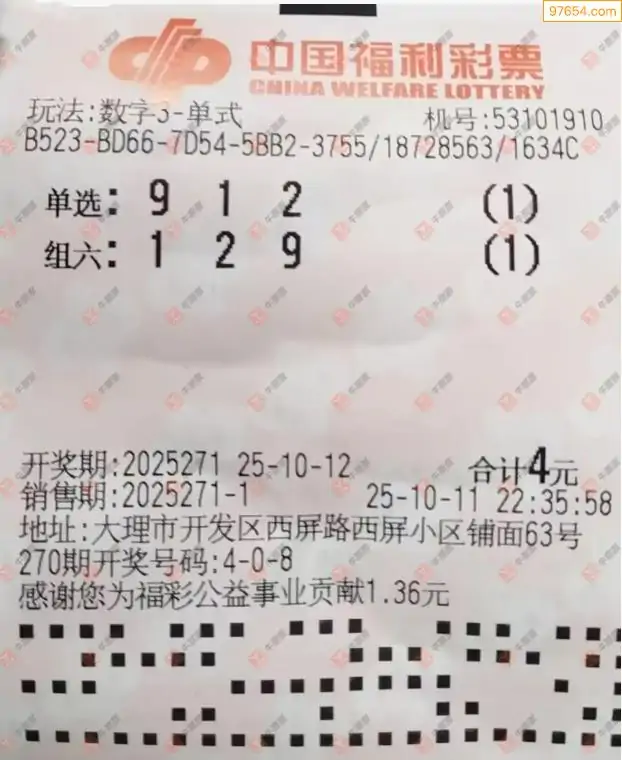 97654.com
中国福利彩票
CHINA WELFARE LOTTERY
玩法:数字3-单式 机号:53101910
B523-BD66-7D54-5BB2-3755/18728563/1634C
单选: 9 1 2 (1)
组六: 1 2 9 (1)
开奖期:2025271 25-10-12 合计4元
销售期:2025271-1 25-10-11 22:35:58
地址:大理市开发区西屏路西屏小区铺面63号
270期开奖号码:4-0-8
感谢您为福彩公益事业贡献1.36元